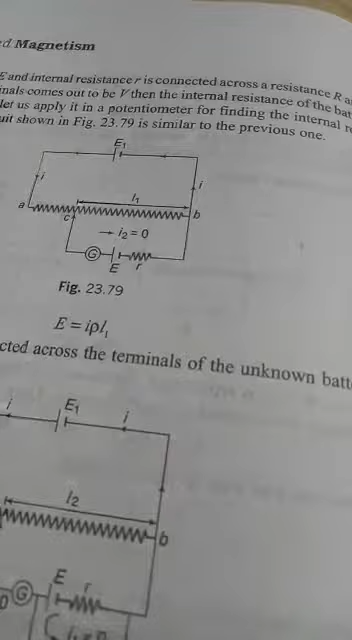 d Magnetism
E and internal resistance r is connected across a resistance R
inals comes out to be V then the internal resistance of the bat
let us apply it in a potentiometer for finding the internal
uit shown in Fig. 23.79 is similar to the previous one.
E₁
i
i
l₁
a
b
c
→ i₂ = 0
G
E
r
Fig. 23.79
E = iρl₁
cted across the terminals of the unknown batt
i
E₁
i
l₂
b
E
r
G